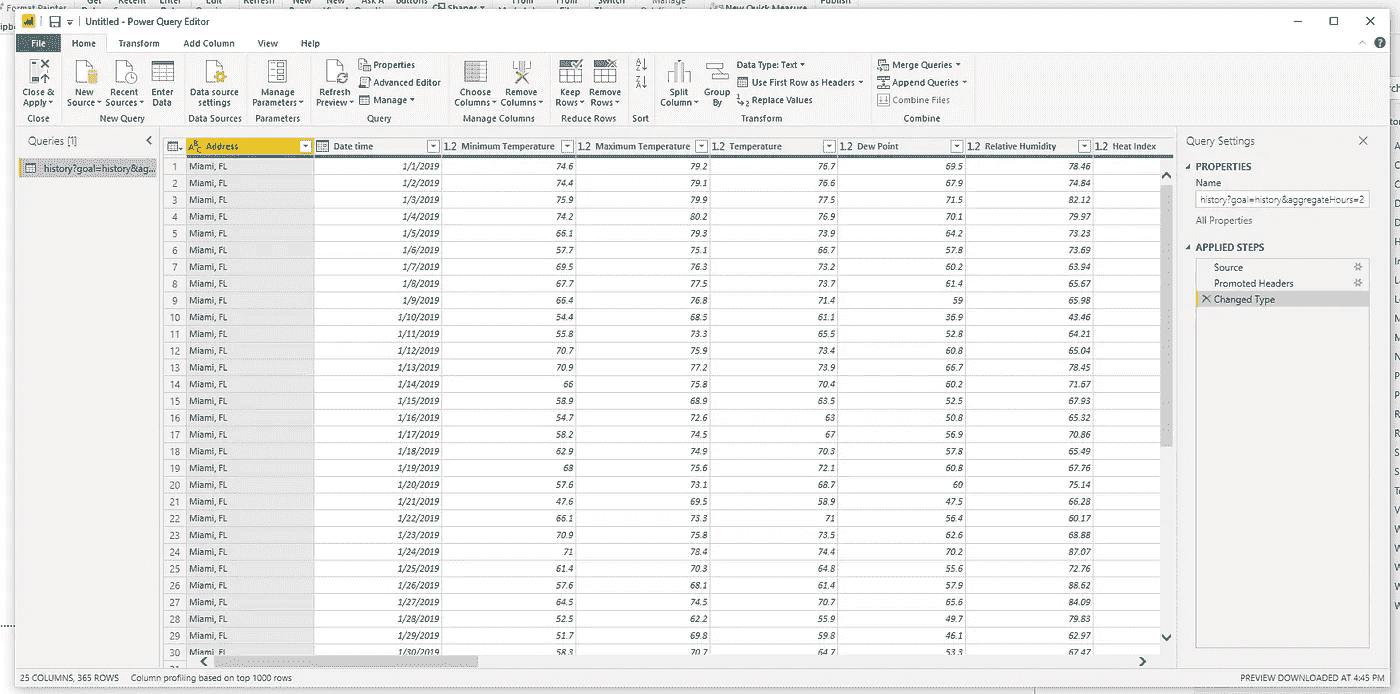 Untitled - Power Query Editor
File Home Transform Add Column View Help
Close & Apply
New Source
Recent Sources
Enter Data
Data source settings
Manage Parameters
Refresh Preview
Properties
Advanced Editor
Manage
Choose Columns
Remove Columns
Keep Rows
Remove Rows
Split Column
Group By
Data Type: Text
Use First Row as Headers
Replace Values
Merge Queries
Append Queries
Combine Files
Close New Query Data Sources Parameters Query Manage Columns Reduce Rows Sort Transform Combine
Queries [1]
history?goal=history&ag...
Address Date time 1.2 Minimum Temperature 1.2 Maximum Temperature 1.2 Temperature 1.2 Dew Point 1.2 Relative Humidity 1.2 Heat Index
1 Miami, FL 1/1/2019 74.6 79.2 76.7 69.5 78.46
2 Miami, FL 1/2/2019 74.4 79.1 76.6 67.9 74.84
3 Miami, FL 1/3/2019 75.9 79.9 77.5 71.5 82.12
4 Miami, FL 1/4/2019 74.2 80.2 76.9 70.1 79.97
5 Miami, FL 1/5/2019 66.1 79.3 73.9 64.2 73.23
6 Miami, FL 1/6/2019 57.7 75.1 66.7 57.8 73.69
7 Miami, FL 1/7/2019 69.5 76.3 73.2 60.2 63.94
8 Miami, FL 1/8/2019 67.7 77.5 73.7 61.4 65.67
9 Miami, FL 1/9/2019 66.4 76.8 71.4 59 65.98
10 Miami, FL 1/10/2019 54.4 68.5 61.1 36.9 43.46
11 Miami, FL 1/11/2019 55.8 73.3 65.5 52.8 64.21
12 Miami, FL 1/12/2019 70.7 75.9 73.4 60.8 65.04
13 Miami, FL 1/13/2019 70.9 77.2 73.9 66.7 78.45
14 Miami, FL 1/14/2019 66 75.8 70.4 60.2 71.67
15 Miami, FL 1/15/2019 58.9 68.9 63.5 52.5 67.93
16 Miami, FL 1/16/2019 54.7 72.6 63 50.8 65.32
17 Miami, FL 1/17/2019 58.2 74.5 67 56.9 70.86
18 Miami, FL 1/18/2019 62.9 74.9 70.3 57.8 65.49
19 Miami, FL 1/19/2019 68 75.6 72.1 60.8 67.76
20 Miami, FL 1/20/2019 57.6 73.1 68.7 60 75.14
21 Miami, FL 1/21/2019 47.6 69.5 58.9 47.5 66.28
22 Miami, FL 1/22/2019 66.1 73.3 71 56.4 60.17
23 Miami, FL 1/23/2019 70.9 75.8 73.5 62.6 68.88
24 Miami, FL 1/24/2019 71 78.4 74.4 70.2 87.07
25 Miami, FL 1/25/2019 61.4 70.3 64.8 55.6 72.76
26 Miami, FL 1/26/2019 57.6 68.1 61.4 57.9 88.62
27 Miami, FL 1/27/2019 64.5 74.5 70.7 65.6 84.09
28 Miami, FL 1/28/2019 52.5 62.2 55.9 49.7 79.83
29 Miami, FL 1/29/2019 51.7 69.8 59.8 46.1 62.97
30 Miami, FL 1/30/2019 58.3 70.7 64.7 53.3 67.47
Query Settings
PROPERTIES
Name
history?goal=history&aggregateHours=2
All Properties
APPLIED STEPS
Source
Promoted Headers
Changed Type
25 COLUMNS, 365 ROWS Column profiling based on top 1000 rows PREVIEW DOWNLOADED AT 4:45 PM